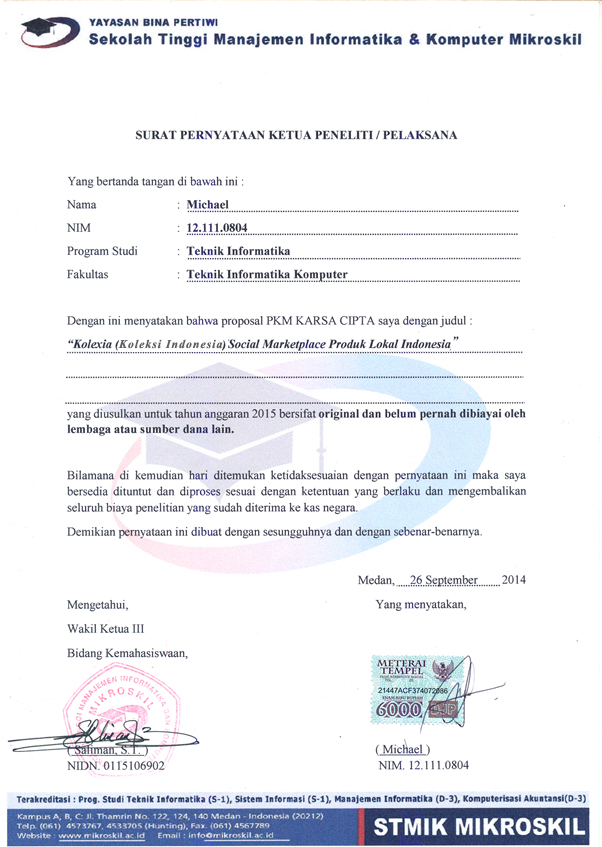 YAYASAN BINA PERTIWI
Sekolah Tinggi Manajemen Informatika & Komputer Mikroskil
SURAT PERNYATAAN KETUA PENELITI / PELAKSANA
Yang bertanda tangan di bawah ini :
Nama : Michael
NIM : 12.111.0804
Program Studi : Teknik Informatika
Fakultas : Teknik Informatika Komputer
Dengan ini menyatakan bahwa proposal PKM KARSA CIPTA saya dengan judul :
“Kolexia (Koleksi Indonesia) Social Marketplace Produk Lokal Indonesia”
yang diusulkan untuk tahun anggaran 2015 bersifat original dan belum pernah dibiayai oleh
lembaga atau sumber dana lain.
Bilamana di kemudian hari ditemukan ketidaksesuaian dengan pernyataan ini maka saya
bersedia dituntut dan diproses sesuai dengan ketentuan yang berlaku dan mengembalikan
seluruh biaya penelitian yang sudah diterima ke kas negara.
Demikian pernyataan ini dibuat dengan sesungguhnya dan dengan sebenar-benarnya.
Medan, 26 September 2014
Mengetahui,
Yang menyatakan,
Wakil Ketua III
Bidang Kemahasiswaan,
MIKROSKIL
METERAI
TEMPEL
21447ACF374072086
6000
( Saliman, S.T. )
NIDN. 0115106902
( Michael )
NIM. 12.111.0804
Terakreditasi : Prog. Studi Teknik Informatika (S-1), Sistem Informasi (S-1), Manajemen Informatika (D-3), Komputerisasi Akuntansi(D-3)
Kampus A, B, C: Jl. Thamrin No. 122, 124, 140 Medan - Indonesia (20212)
Telp. (061) 4573767, 4533705 (Hunting), Fax. (061) 4567789
Website : www.mikroskil.ac.id Email : info@mikroskil.ac.id
STMIK MIKROSKIL